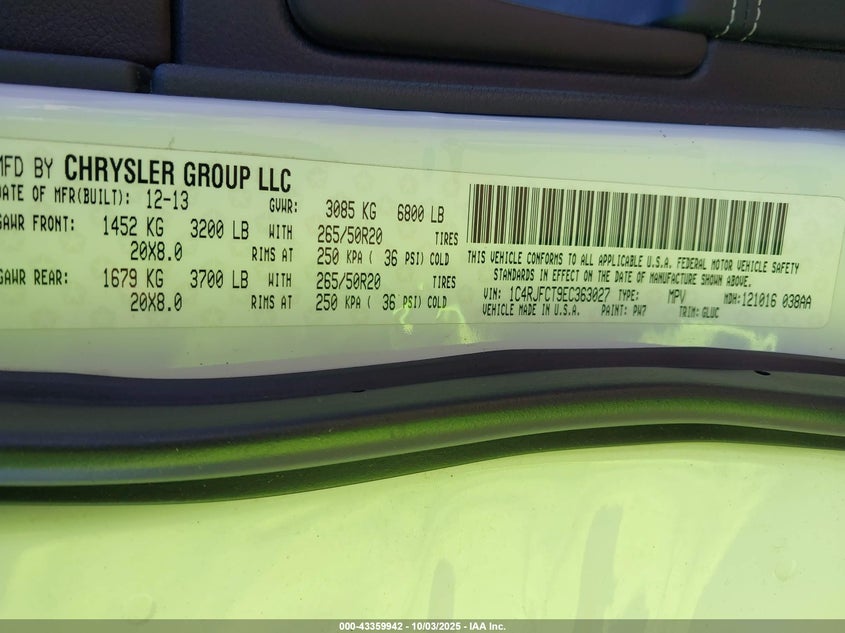 MFD BY CHRYSLER GROUP LLC
DATE OF MFR(BUILT): 12-13 GVWR: 3085 KG 6800 LB
GAWR FRONT: 1452 KG 3200 LB WITH 265/50R20 TIRES
20X8.0 RIMS AT 250 KPA ( 36 PSI) COLD
GAWR REAR: 1679 KG 3700 LB WITH 265/50R20 TIRES
20X8.0 RIMS AT 250 KPA ( 36 PSI) COLD
THIS VEHICLE CONFORMS TO ALL APPLICABLE U.S.A. FEDERAL MOTOR VEHICLE SAFETY
STANDARDS IN EFFECT ON THE DATE OF MANUFACTURE SHOWN ABOVE.
VIN: 1C4RJFCT9EC363027 TYPE: MPV MDH:121016 038AA
VEHICLE MADE IN U.S.A. PAINT: PW7 TRIM: GLUC
000-43359942 - 10/03/2025 - IAA Inc.